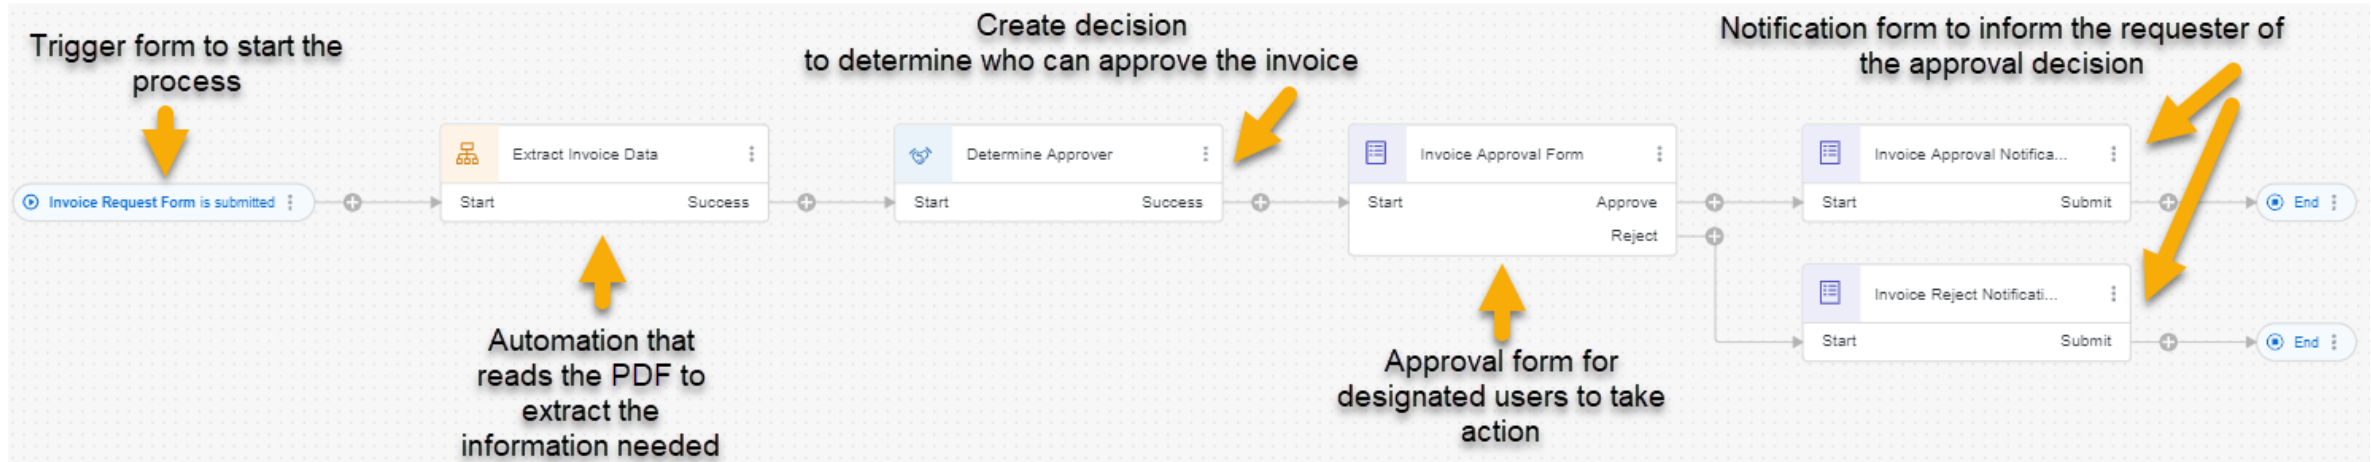 Trigger form to start the
process
Create decision
to determine who can approve the invoice
Notification form to inform the requester of
the approval decision
Invoice Request Form is submitted
Extract Invoice Data
Start Success
Determine Approver
Start Success
Invoice Approval Form
Start Approve
Reject
Invoice Approval Notifica...
Start Submit
End
Invoice Reject Notificati...
Start Submit
End
Automation that
reads the PDF to
extract the
information needed
Approval form for
designated users to take
action